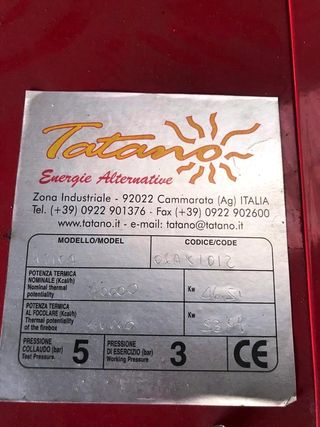 Tatano
Energie Alternative
Zona Industriale - 92022 Cammarata (Ag) ITALIA
Tel. (+39) 0922 901376 - Fax (+39) 0922 902600
www.tatano.it - e-mail: tatano@tatano.it
MODELLO/MODEL CODICE/CODE
POTENZA TERMICA
NOMINALE (Kcal/h)
Nominal thermal
potentiality
Kw
POTENZA TERMICA
AL FOCOLARE (Kcal/h)
Thermal potentiality
of the firebox
Kw
PRESSIONE
COLLAUDO (bar)
Test Pressure.
5
PRESSIONE
DI ESERCIZIO (bar)
Working Pressure
3
CE